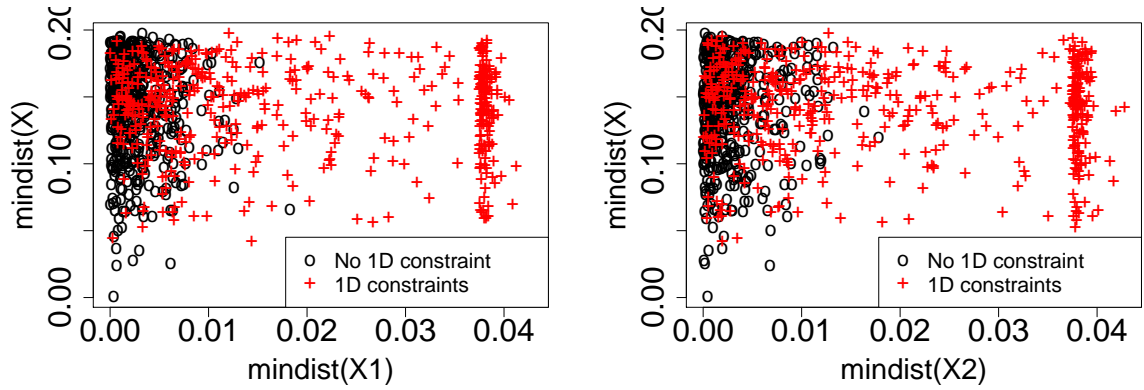 0.20
0.10
0.00
mindist(X)
No 1D constraint
1D constraints
0.00 0.01 0.02 0.03 0.04
mindist(X1)
0.20
0.10
0.00
mindist(X)
No 1D constraint
1D constraints
0.00 0.01 0.02 0.03 0.04
mindist(X2)